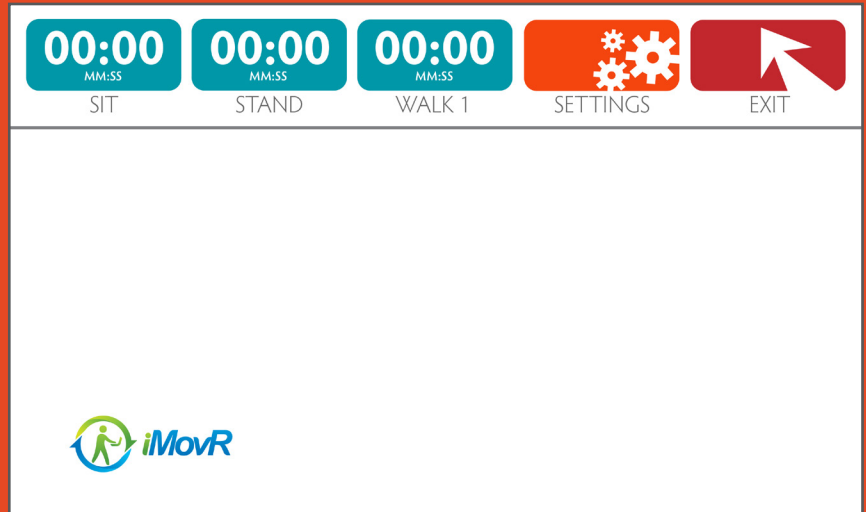 00:00 00:00 00:00
MM:SS MM:SS MM:SS
SIT STAND WALK 1 SETTINGS EXIT
iMovR